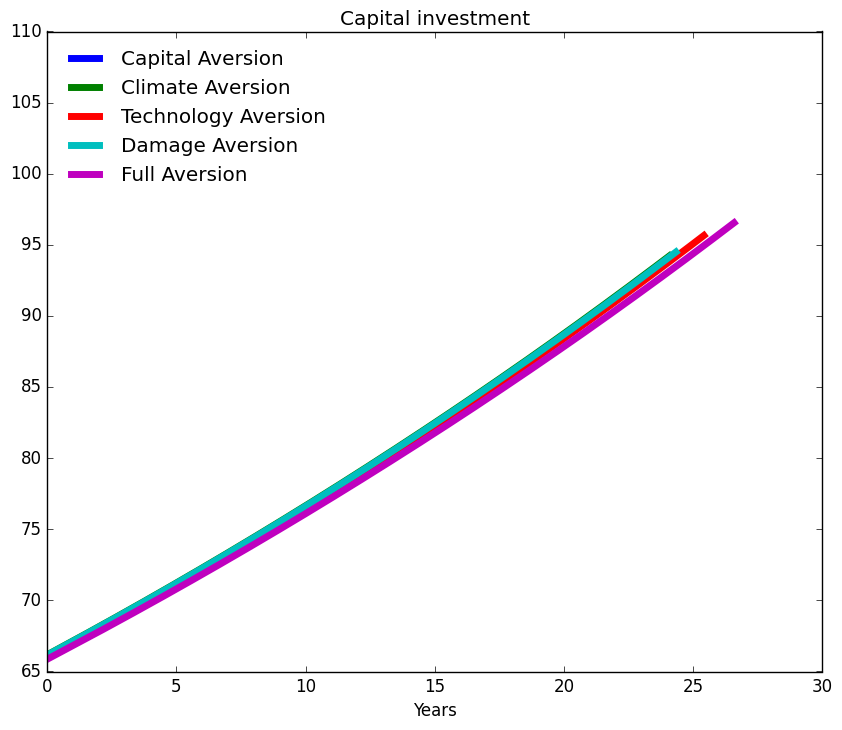 Capital investment
110
105
100
95
90
85
80
75
70
65
Capital Aversion
Climate Aversion
Technology Aversion
Damage Aversion
Full Aversion
0 5 10 15 20 25 30
Years